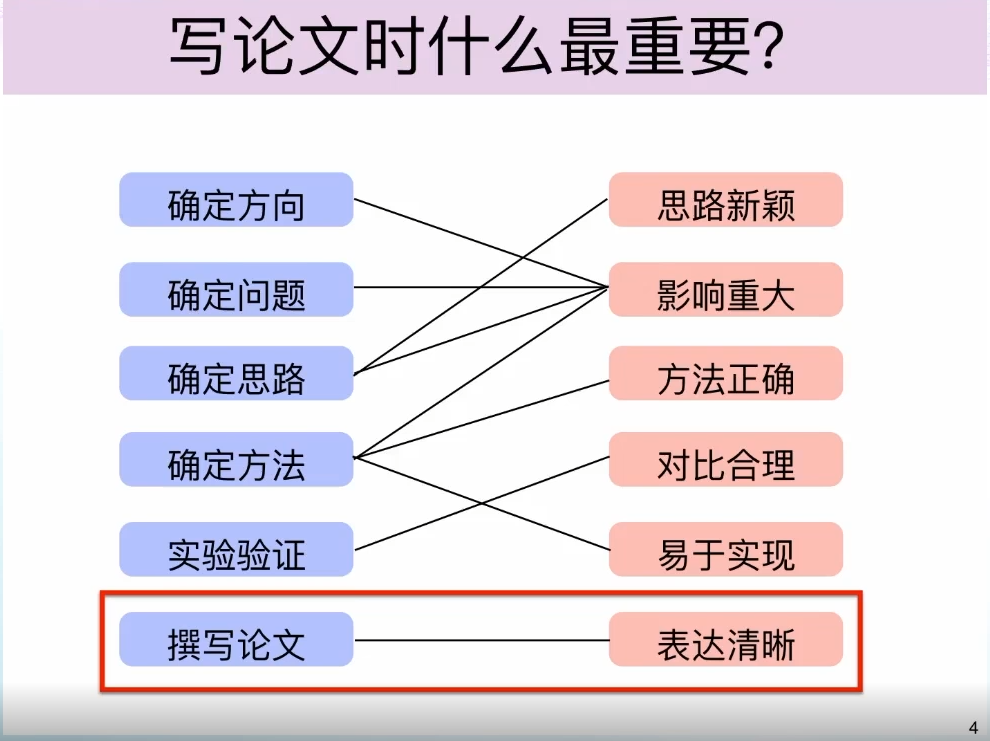 写论文时什么最重要?
确定方向
思路新颖
确定问题
影响重大
确定思路
方法正确
确定方法
对比合理
实验验证
易于实现
撰写论文
表达清晰
4